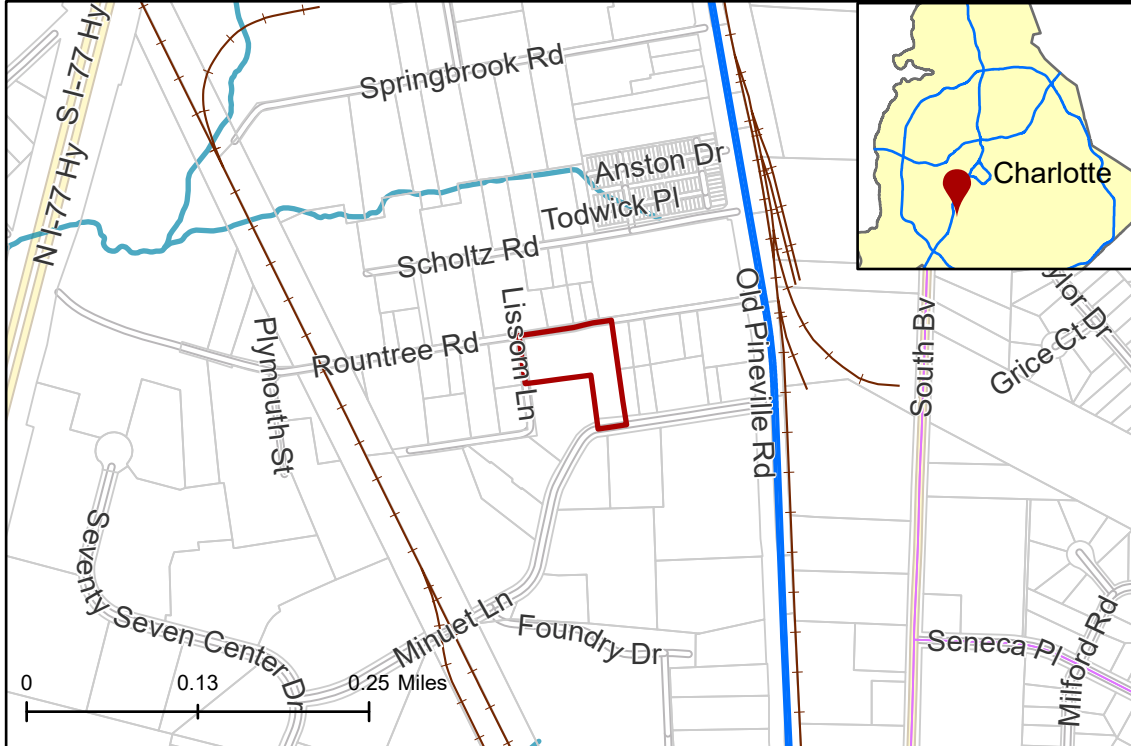 S I-77 Hy
N I-77 Hy
Springbrook Rd
Anston Dr
Todwick Pl
Scholtz Rd
Charlotte
Lissom Ln
Rountree Rd
Plymouth St
Old Pineville Rd
South Bv
ylor Dr
Grice Ct
Seventy Seven Center Dr
Minuet Ln
Foundry Dr
Seneca Pl
Milford Rd
0 0.13 0.25 Miles